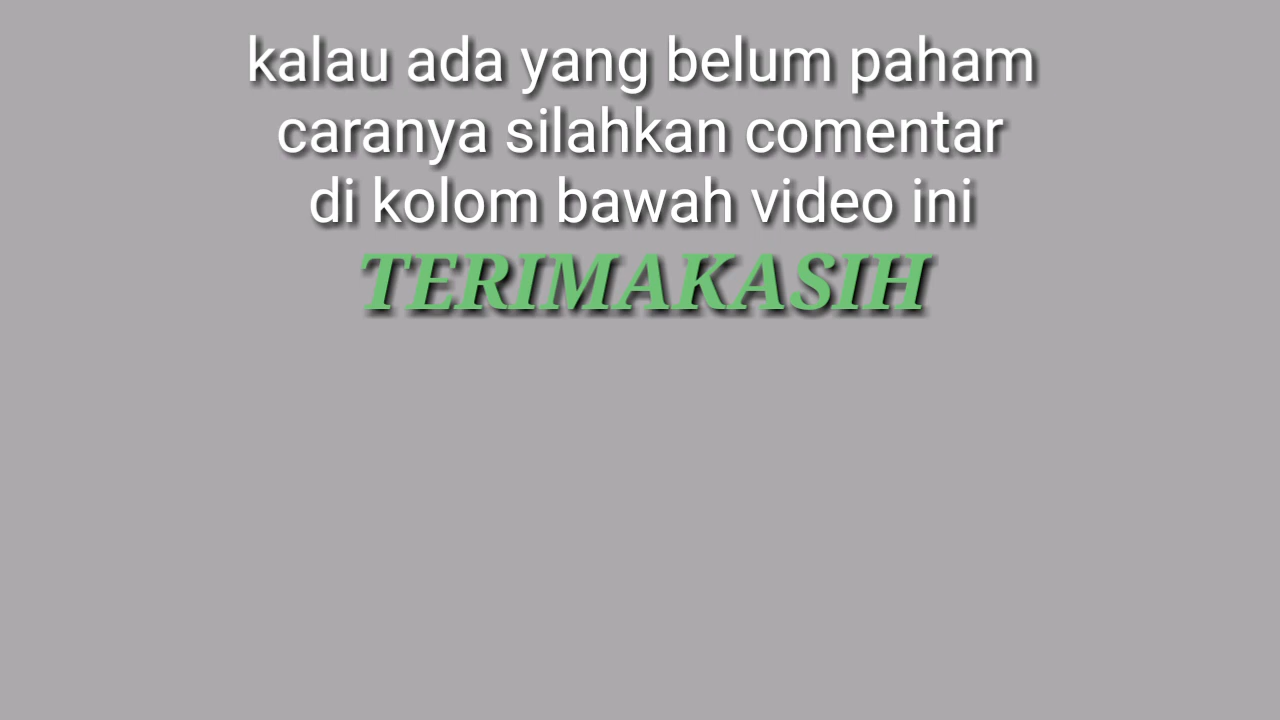 kalau ada yang belum paham
caranya silahkan comentar
di kolom bawah video ini
TERIMAKASIH